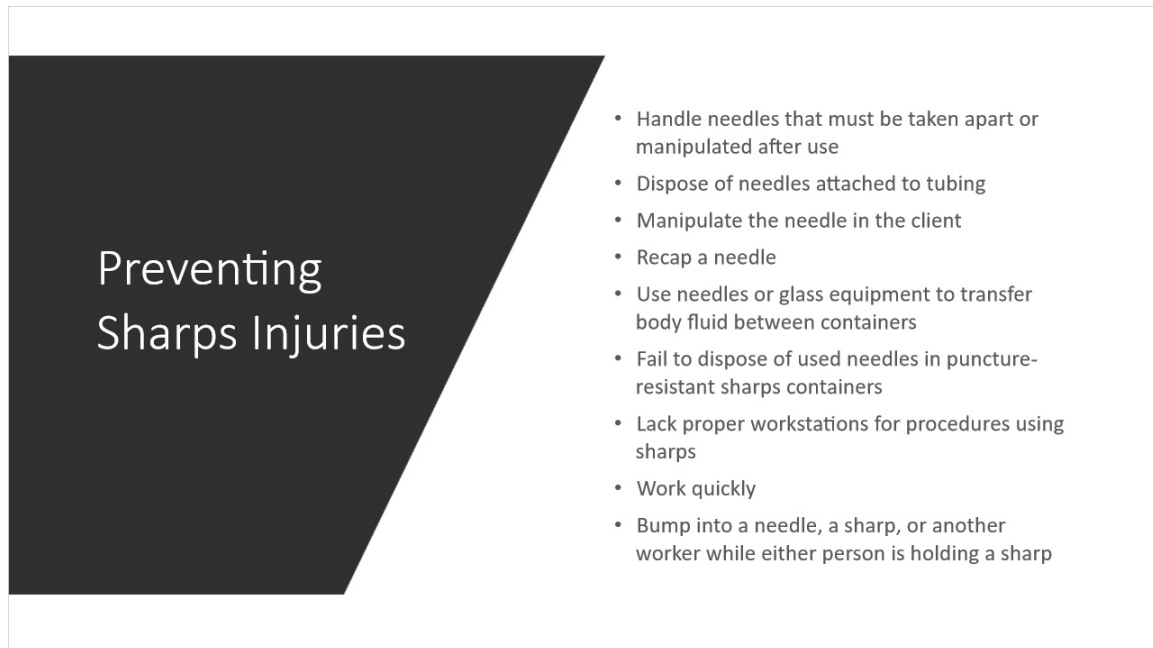 Preventing
Sharps Injuries
• Handle needles that must be taken apart or
manipulated after use
• Dispose of needles attached to tubing
• Manipulate the needle in the client
• Recap a needle
• Use needles or glass equipment to transfer
body fluid between containers
• Fail to dispose of used needles in puncture-
resistant sharps containers
• Lack proper workstations for procedures using
sharps
• Work quickly
• Bump into a needle, a sharp, or another
worker while either person is holding a sharp